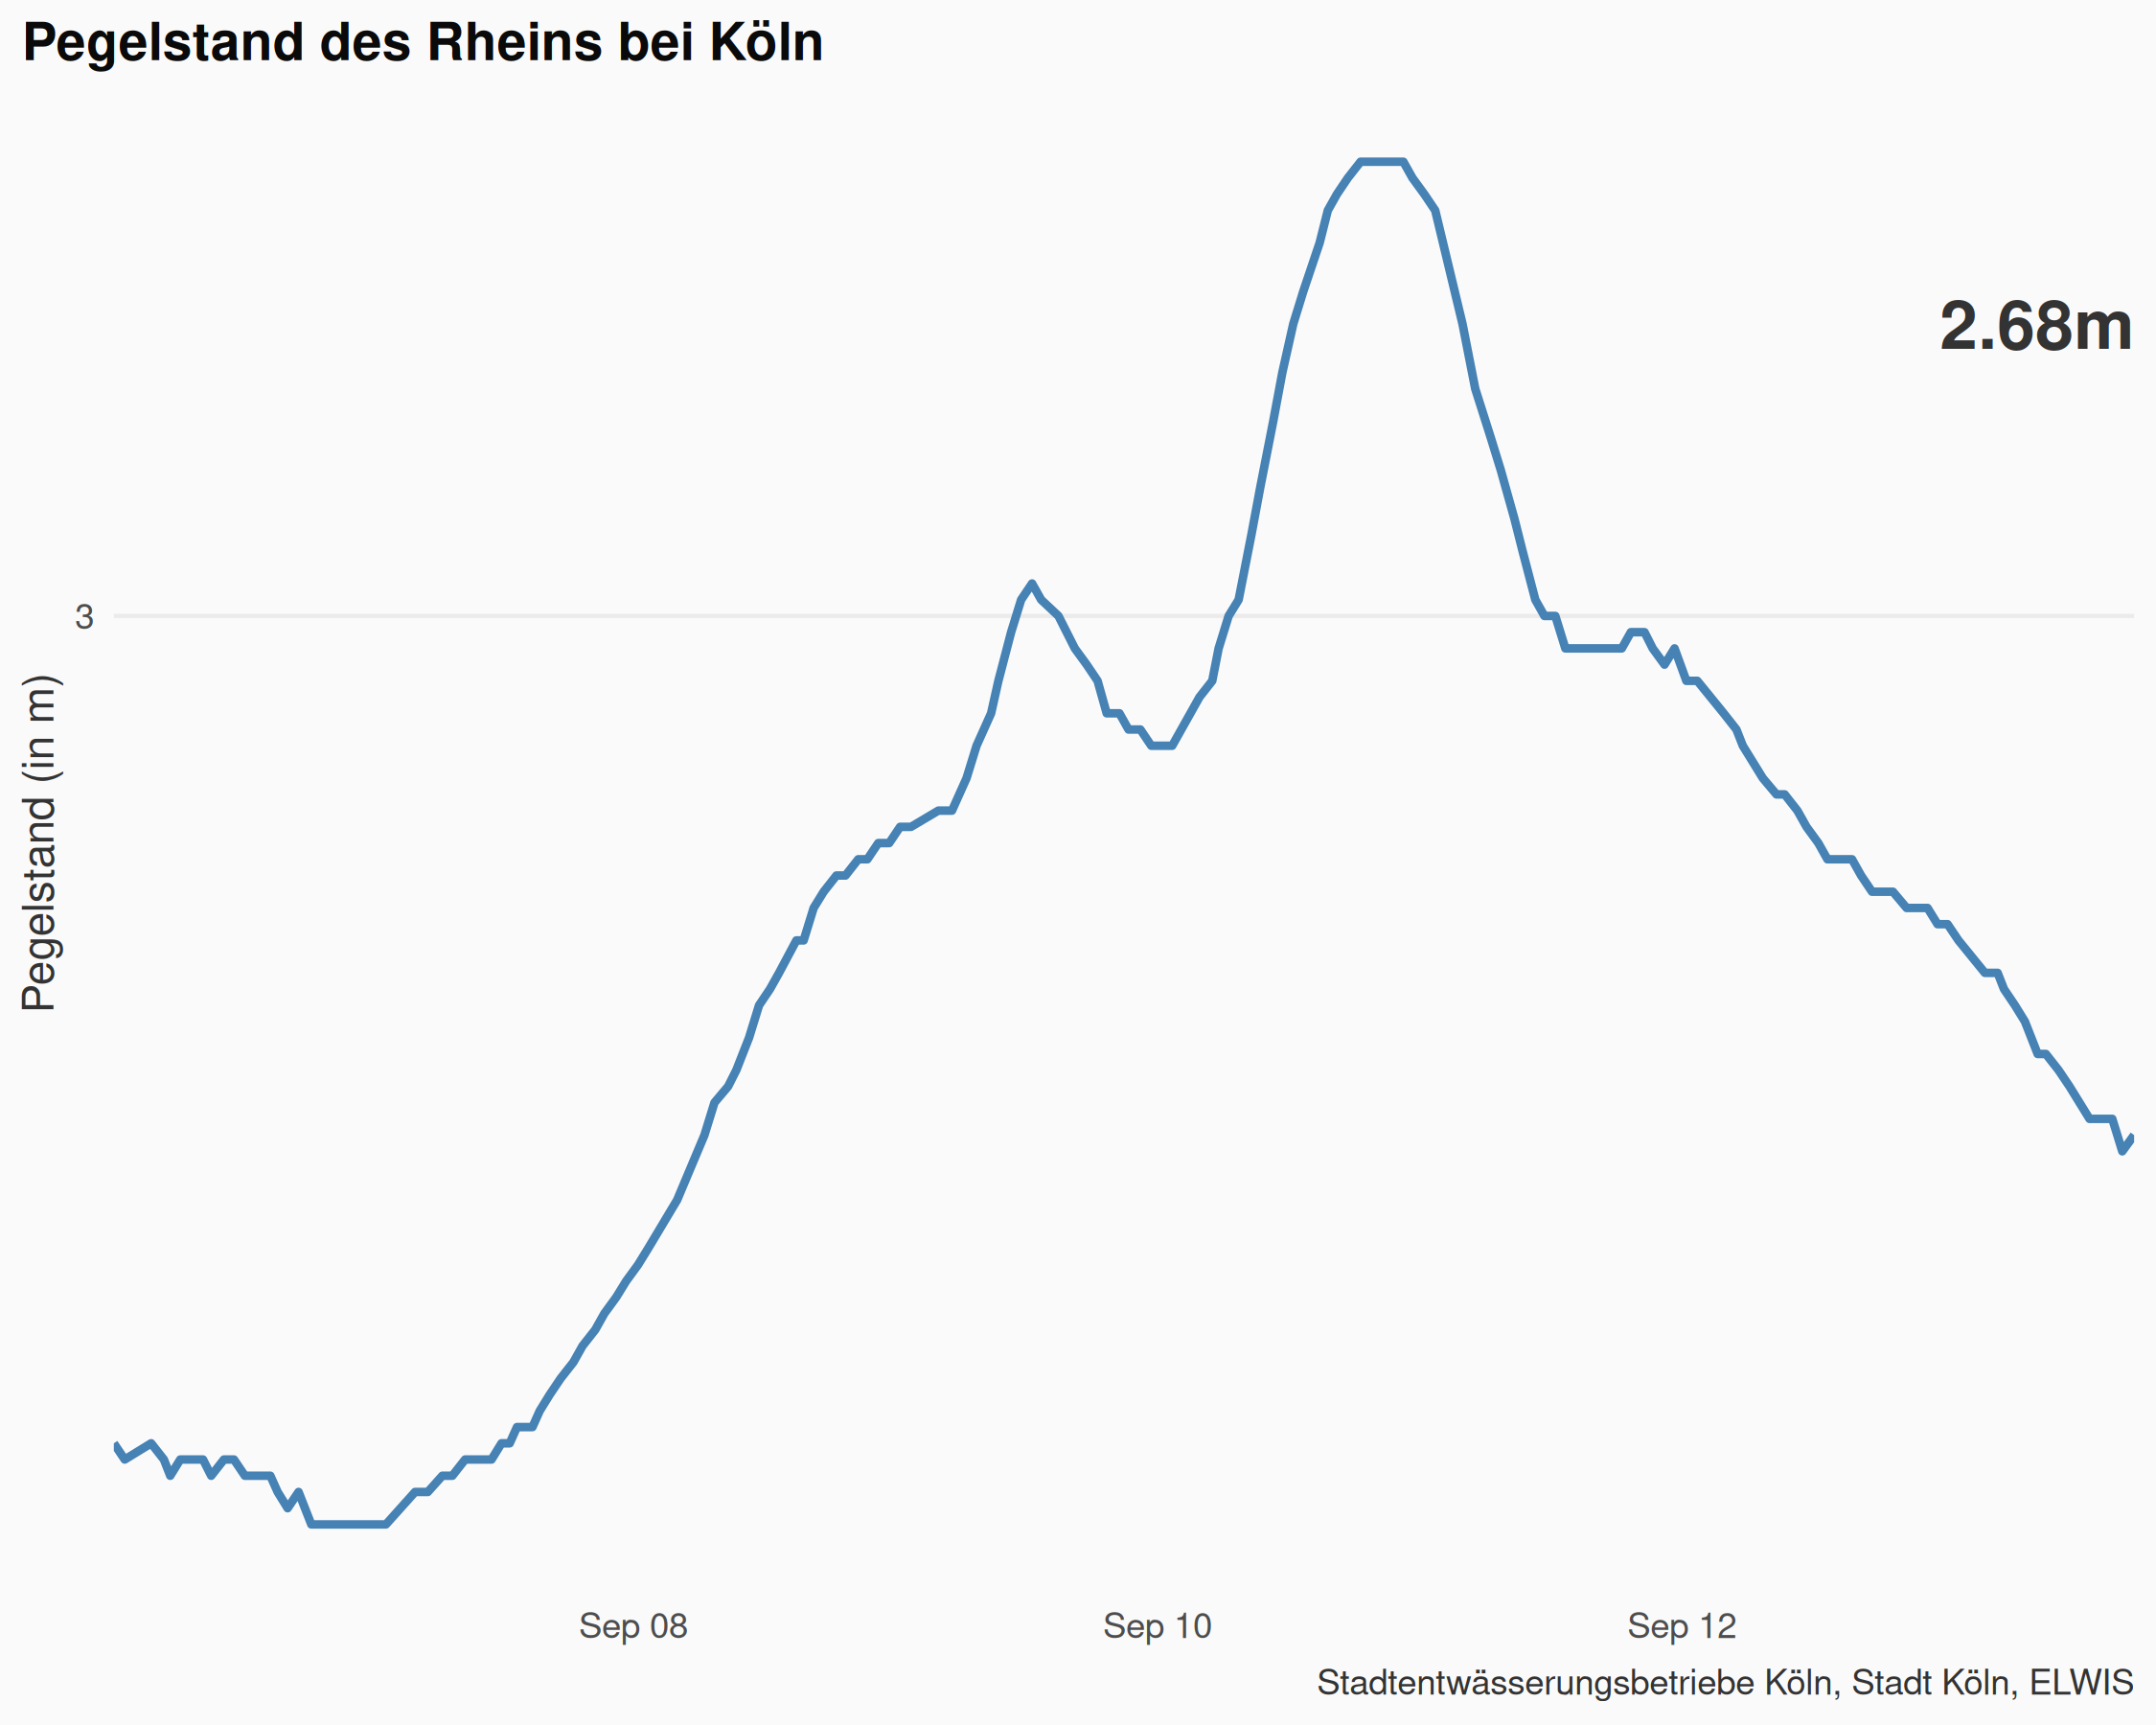 Pegelstand des Rheins bei Köln
2.68m
3
Pegelstand (in m)
Sep 08
Sep 10
Sep 12
Stadtentwässerungsbetriebe Köln, Stadt Köln, ELWIS